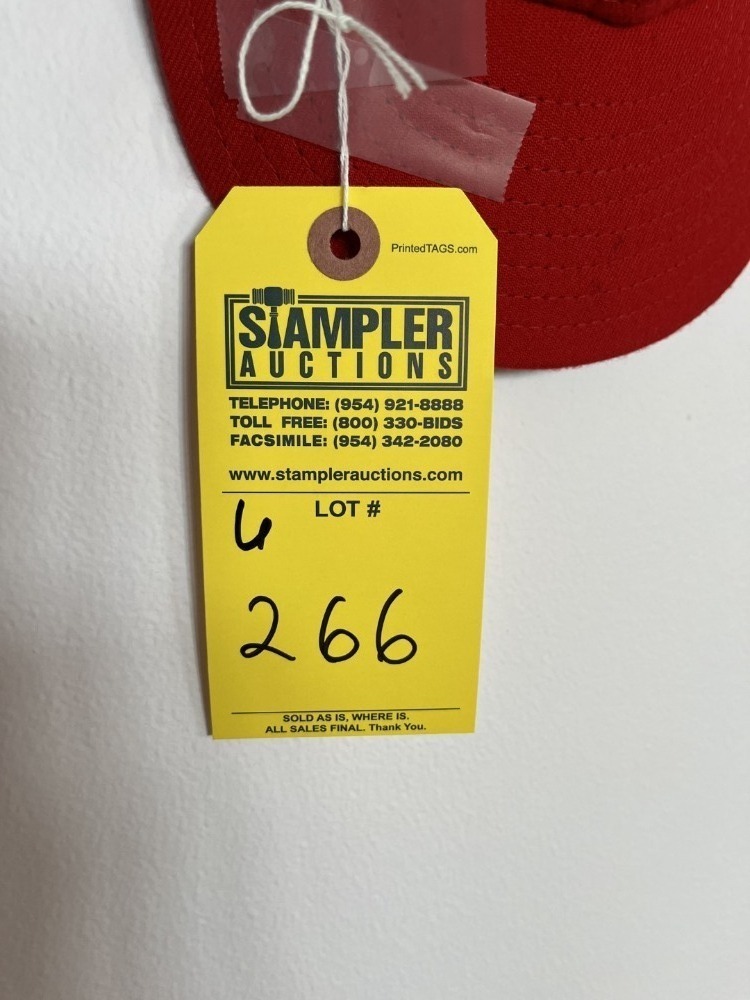 PrintedTAGS.com
STAMPLER
AUCTIONS
TELEPHONE: (954) 921-8888
TOLL FREE: (800) 330-BIDS
FACSIMILE: (954) 342-2080
www.stamplerauctions.com
LOT #
266
SOLD AS IS, WHERE IS.
ALL SALES FINAL. Thank You.